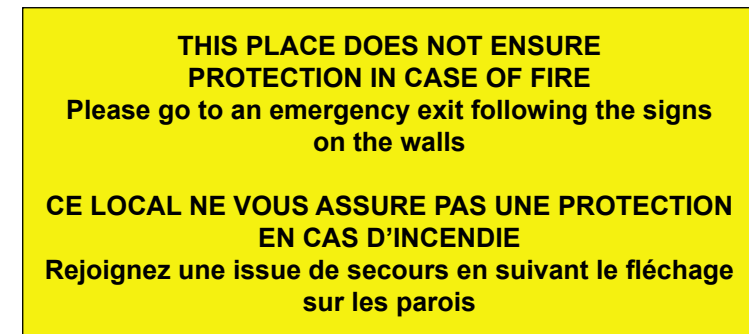 THIS PLACE DOES NOT ENSURE
PROTECTION IN CASE OF FIRE
Please go to an emergency exit following the signs
on the walls
CE LOCAL NE VOUS ASSURE PAS UNE PROTECTION
EN CAS D’INCENDIE
Rejoignez une issue de secours en suivant le fléchage
sur les parois